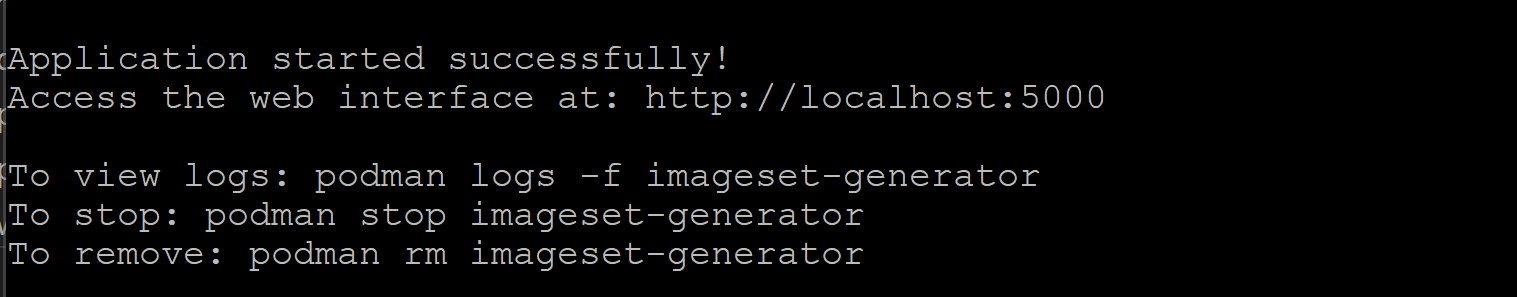 Application started successfully!
Access the web interface at: http://localhost:5000
To view logs: podman logs -f imageset-generator
To stop: podman stop imageset-generator
To remove: podman rm imageset-generator